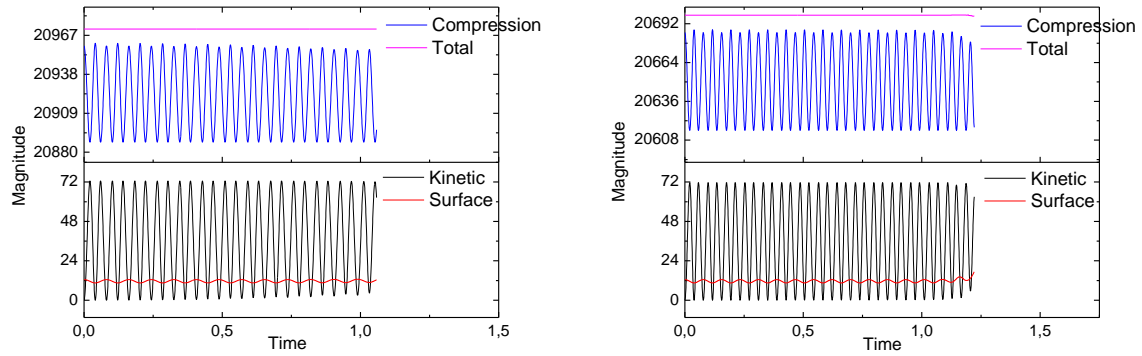 20967
20938
20909
20880
Compression
Total
Magnitude
72
48
24
0
Kinetic
Surface
0,0
0,5
1,0
1,5
Time
20692
20664
20636
20608
Compression
Total
Magnitude
72
48
24
0
Kinetic
Surface
0,0
0,5
1,0
1,5
Time